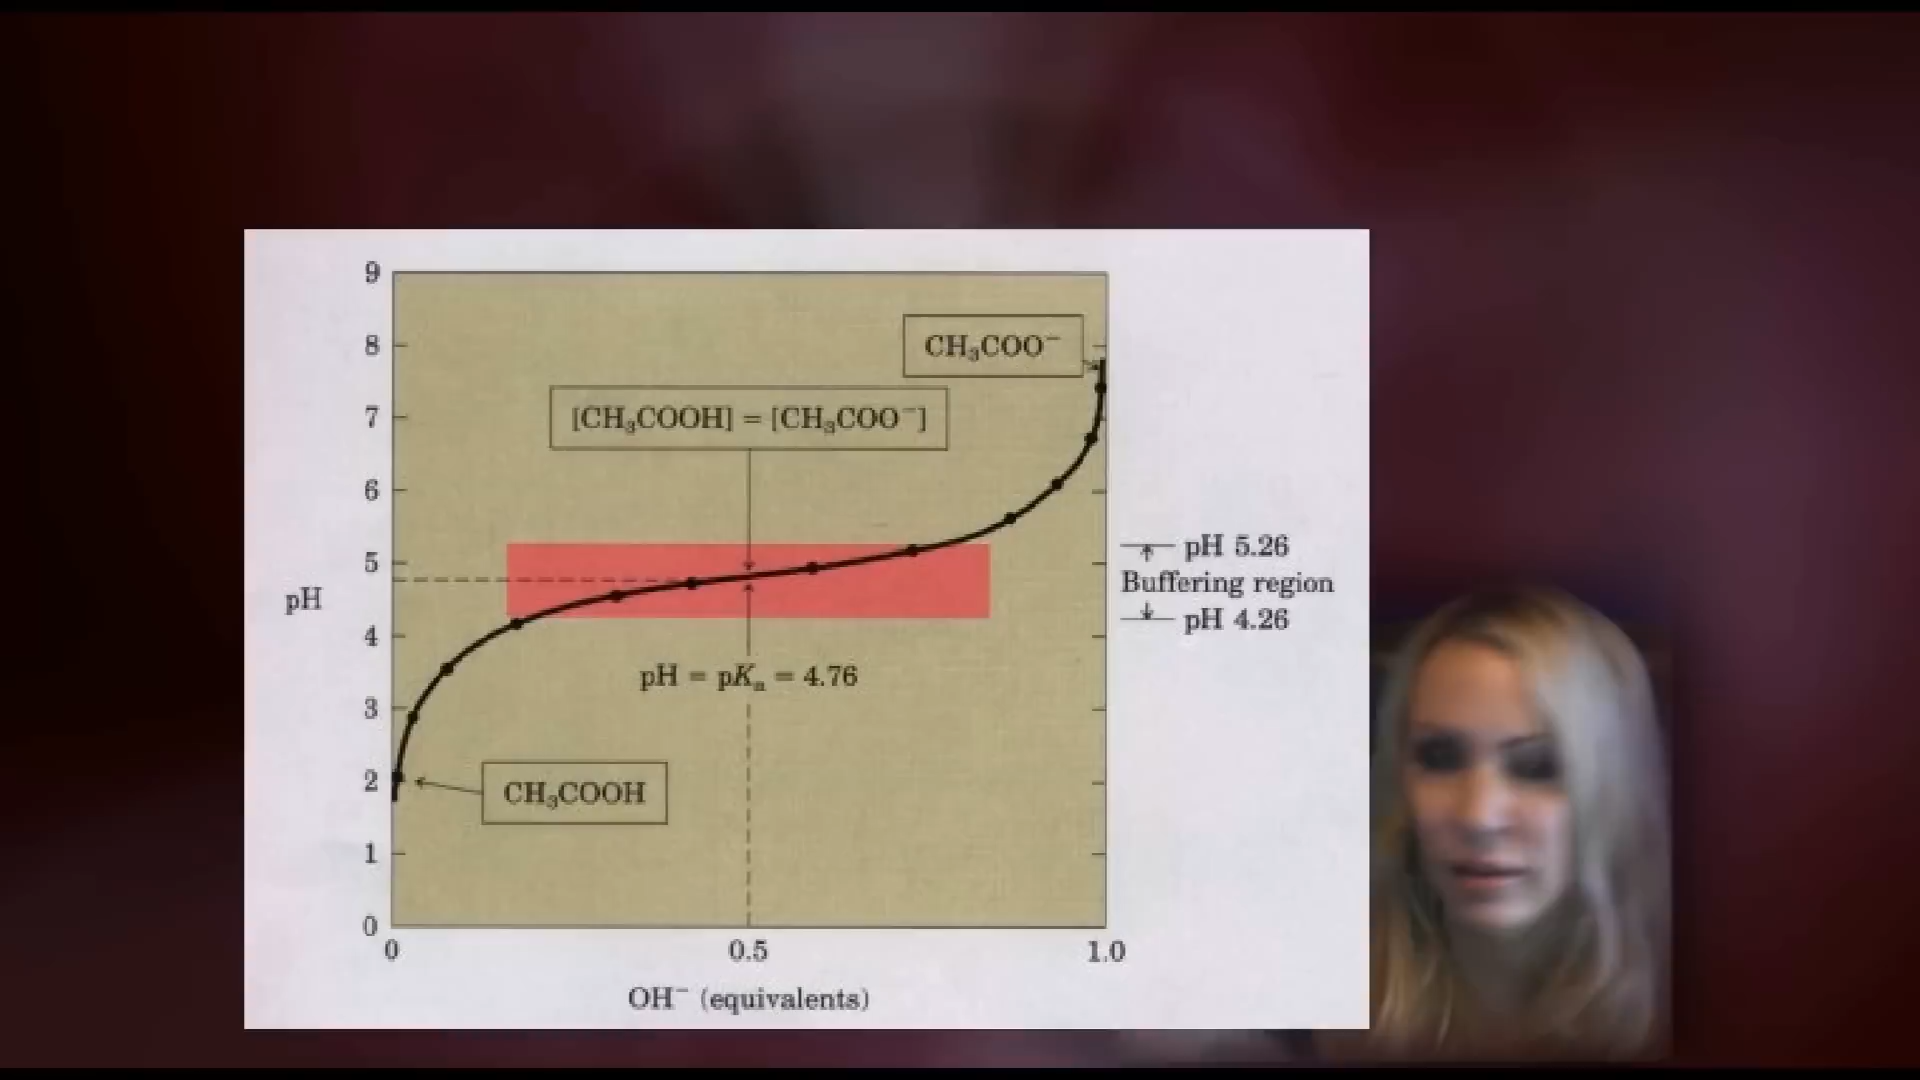 9
8
7
6
5
4
3
2
1
0
pH
CH₃COO⁻
[CH₃COOH] = [CH₃COO⁻]
pH = pKₐ = 4.76
CH₃COOH
pH 5.26
Buffering region
pH 4.26
0 0.5 1.0
OH⁻ (equivalents)